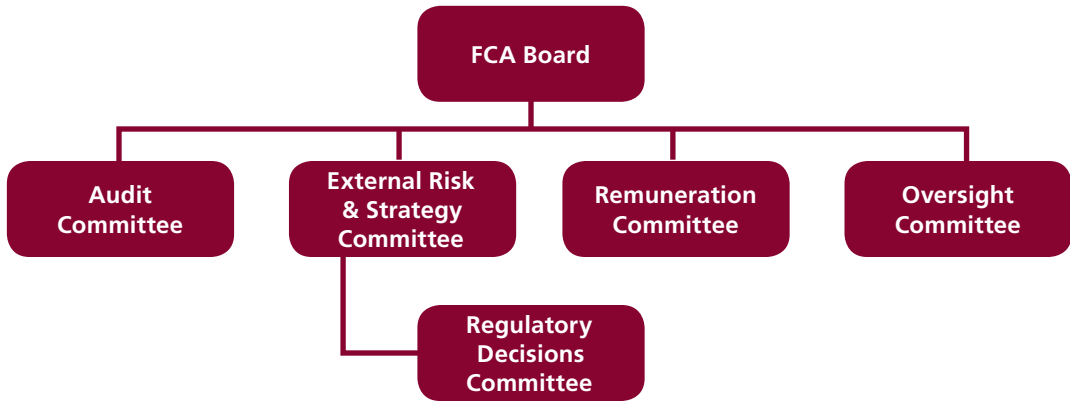 FCA Board
Audit
Committee
External Risk
& Strategy
Committee
Remuneration
Committee
Oversight
Committee
Regulatory
Decisions
Committee